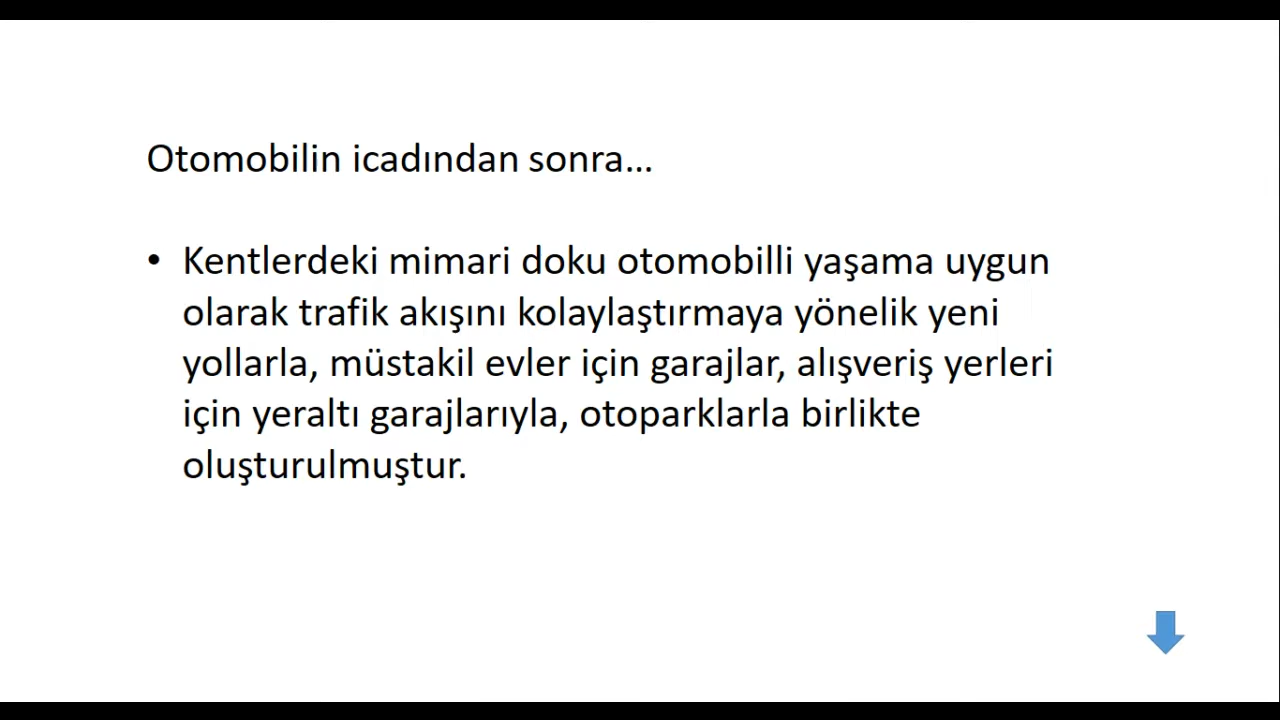 Otomobilin icadından sonra...
• Kentlerdeki mimari doku otomobilli yaşama uygun
olarak trafik akışını kolaylaştırmaya yönelik yeni
yollarla, müstakil evler için garajlar, alışveriş yerleri
için yeraltı garajlarıyla, otoparklarla birlikte
oluşturulmuştur.